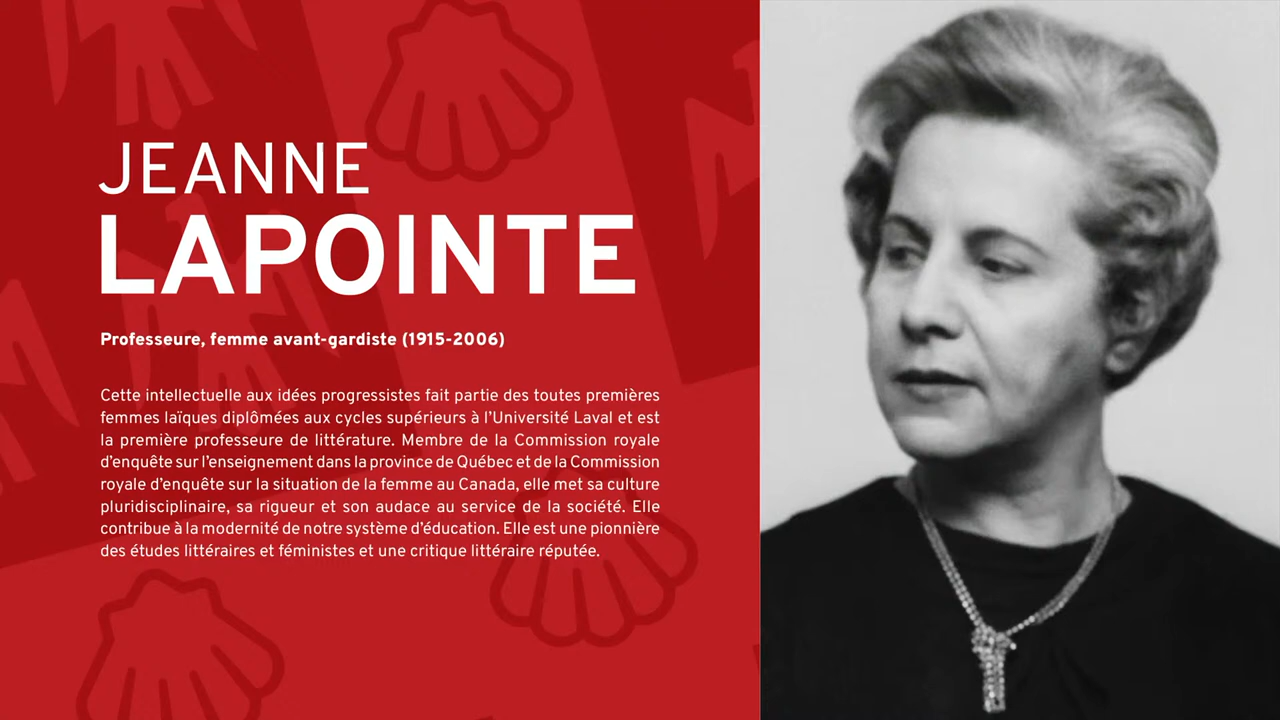 JEANNE
LAPOINTE
Professeure, femme avant-gardiste (1915-2006)
Cette intellectuelle aux idées progressistes fait partie des toutes premières
femmes laïques diplômées aux cycles supérieurs à l’Université Laval et est
la première professeure de littérature. Membre de la Commission royale
d’enquête sur l’enseignement dans la province de Québec et de la Commission
royale d’enquête sur la situation de la femme au Canada, elle met sa culture
pluridisciplinaire, sa rigueur et son audace au service de la société. Elle
contribue à la modernité de notre système d’éducation. Elle est une pionnière
des études littéraires et féministes et une critique littéraire réputée.